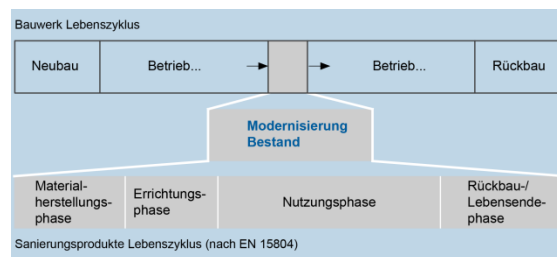 Bauwerk Lebenszyklus
Neubau
Betrieb...
Betrieb...
Rückbau
Modernisierung
Bestand
Material-
herstellungs-
phase
Errichtungs-
phase
Nutzungsphase
Rückbau-/
Lebensende-
phase
Sanierungsprodukte Lebenszyklus (nach EN 15804)